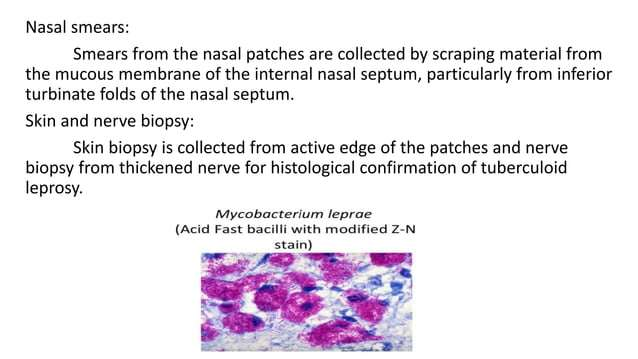 Nasal smears:
Smears from the nasal patches are collected by scraping material from
the mucous membrane of the internal nasal septum, particularly from inferior
turbinate folds of the nasal septum.
Skin and nerve biopsy:
Skin biopsy is collected from active edge of the patches and nerve
biopsy from thickened nerve for histological confirmation of tuberculoid
leprosy.
Mycobacterium leprae
(Acid Fast bacilli with modified Z-N
stain)